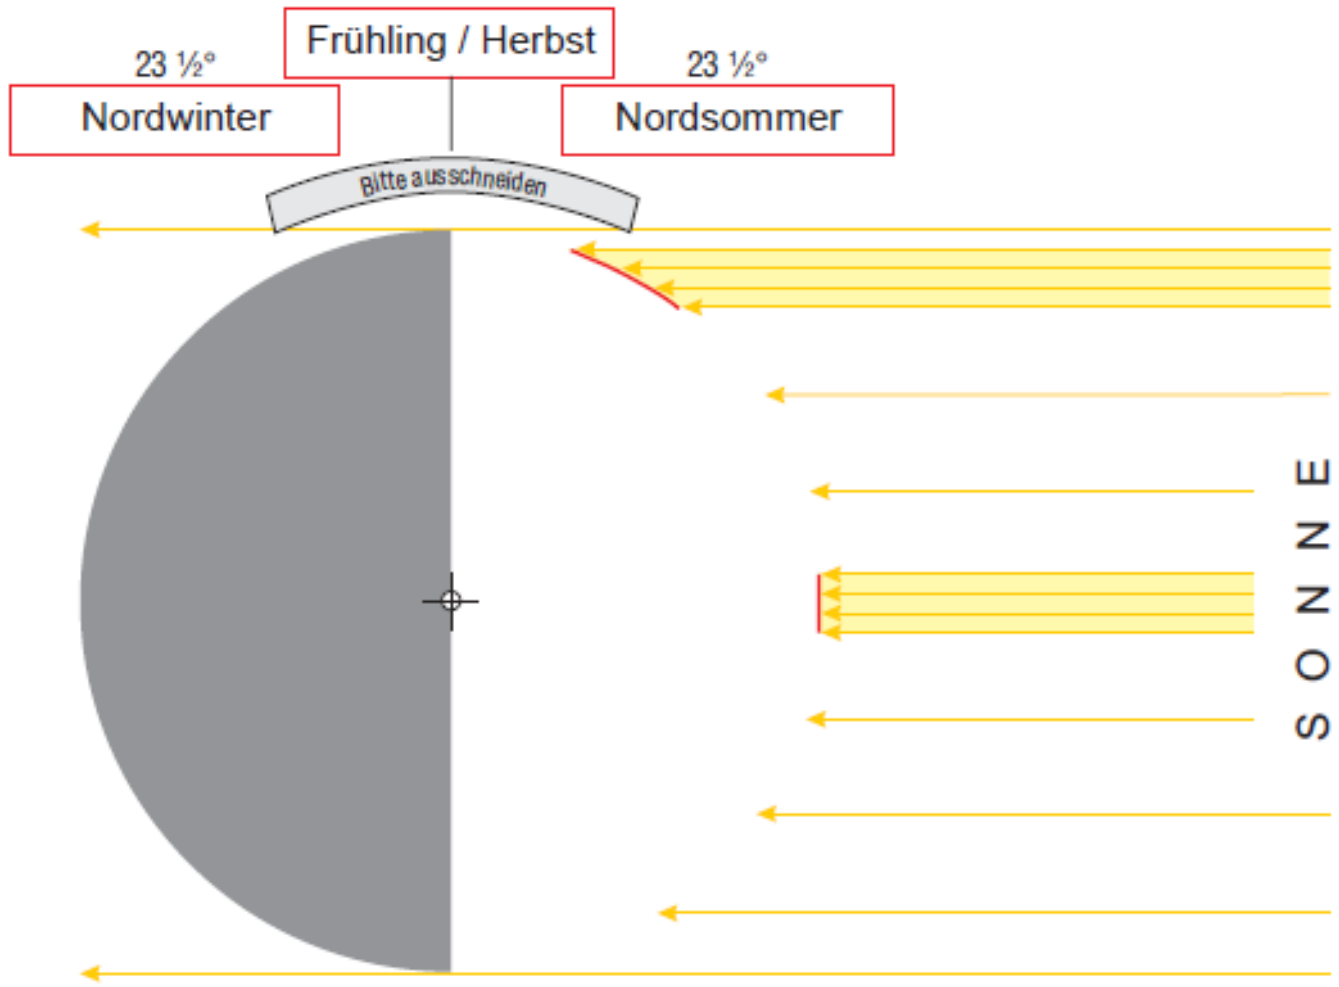 Frühling / Herbst
23 ½°
23 ½°
Nordwinter
Nordsommer
Bitte ausschneiden
SONNE